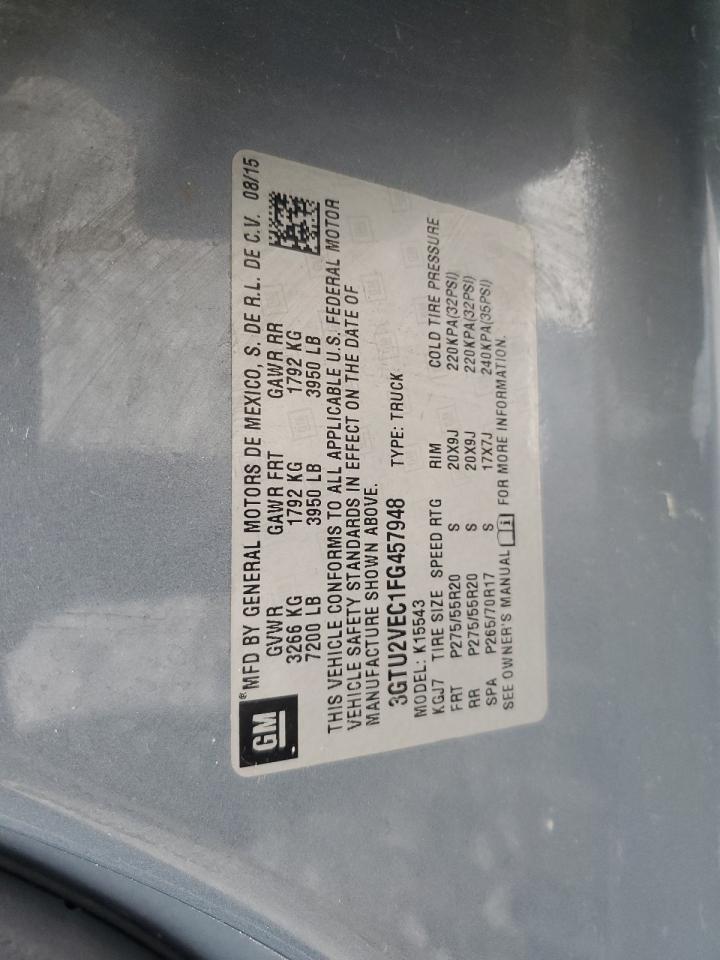 GM
® MFD BY GENERAL MOTORS DE MEXICO, S. DE R.L. DE C.V. 08/15
GVWR GAWR FRT GAWR RR
3266 KG 1792 KG 1792 KG
7200 LB 3950 LB 3950 LB
THIS VEHICLE CONFORMS TO ALL APPLICABLE U.S. FEDERAL MOTOR
VEHICLE SAFETY STANDARDS IN EFFECT ON THE DATE OF
MANUFACTURE SHOWN ABOVE.
3GTU2VEC1FG457948 TYPE: TRUCK
MODEL: K15543
KGJ7 TIRE SIZE SPEED RTG RIM COLD TIRE PRESSURE
FRT P275/55R20 S 20X9J 220KPA(32PSI)
RR P275/55R20 S 20X9J 220KPA(32PSI)
SPA P265/70R17 S 17X7J 240KPA(35PSI)
SEE OWNER'S MANUAL i FOR MORE INFORMATION.